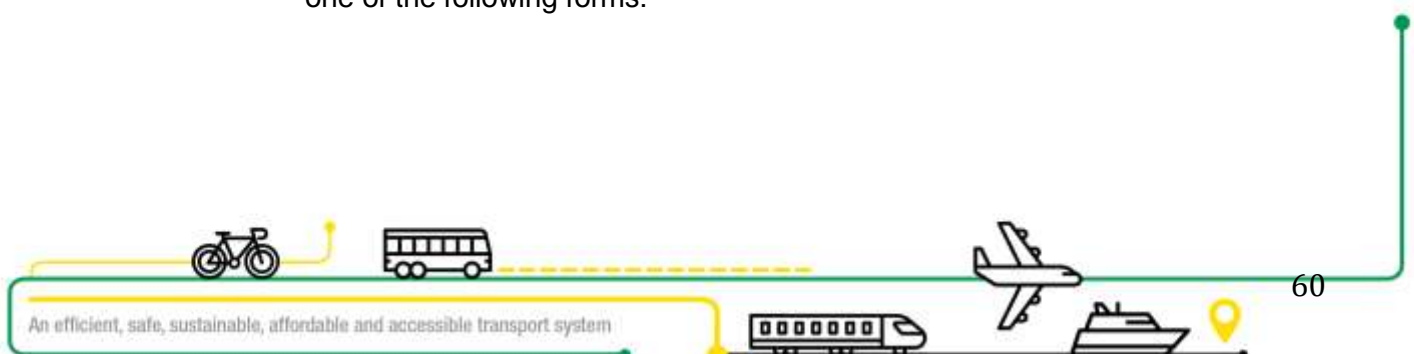 one of the following forms:
60
An efficient, safe, sustainable, affordable and accessible transport system